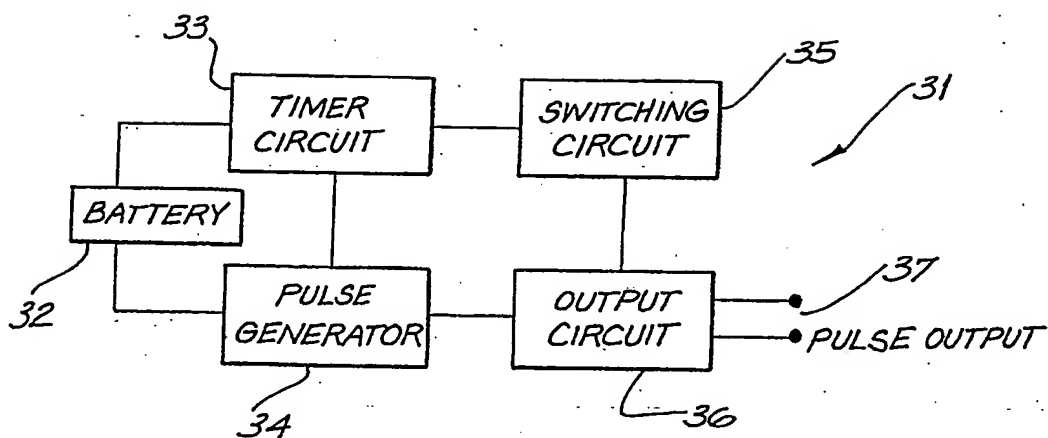 33
TIMER
CIRCUIT
SWITCHING
CIRCUIT
35
31
BATTERY
32
PULSE
GENERATOR
34
OUTPUT
CIRCUIT
36
37
PULSE OUTPUT